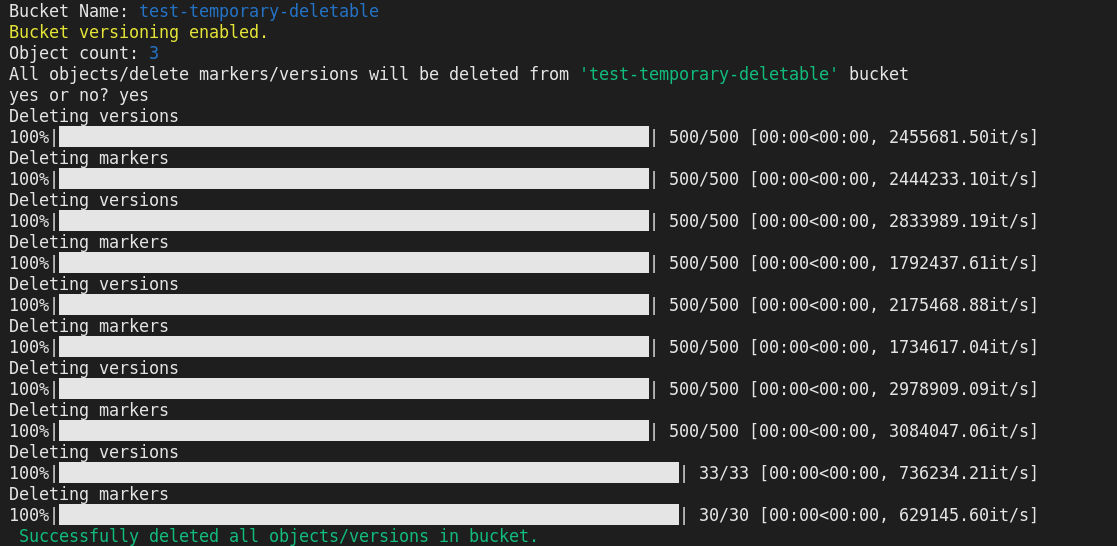 Bucket Name: test-temporary-deletable
Bucket versioning enabled.
Object count: 3
All objects/delete markers/versions will be deleted from 'test-temporary-deletable' bucket
yes or no? yes
Deleting versions
100%| | 500/500 [00:00<00:00, 2455681.50it/s]
Deleting markers
100%| | 500/500 [00:00<00:00, 2444233.10it/s]
Deleting versions
100%| | 500/500 [00:00<00:00, 2833989.19it/s]
Deleting markers
100%| | 500/500 [00:00<00:00, 1792437.61it/s]
Deleting versions
100%| | 500/500 [00:00<00:00, 2175468.88it/s]
Deleting markers
100%| | 500/500 [00:00<00:00, 1734617.04it/s]
Deleting versions
100%| | 500/500 [00:00<00:00, 2978909.09it/s]
Deleting markers
100%| | 500/500 [00:00<00:00, 3084047.06it/s]
Deleting versions
100%| | 33/33 [00:00<00:00, 736234.21it/s]
Deleting markers
100%| | 30/30 [00:00<00:00, 629145.60it/s]
Successfully deleted all objects/versions in bucket.